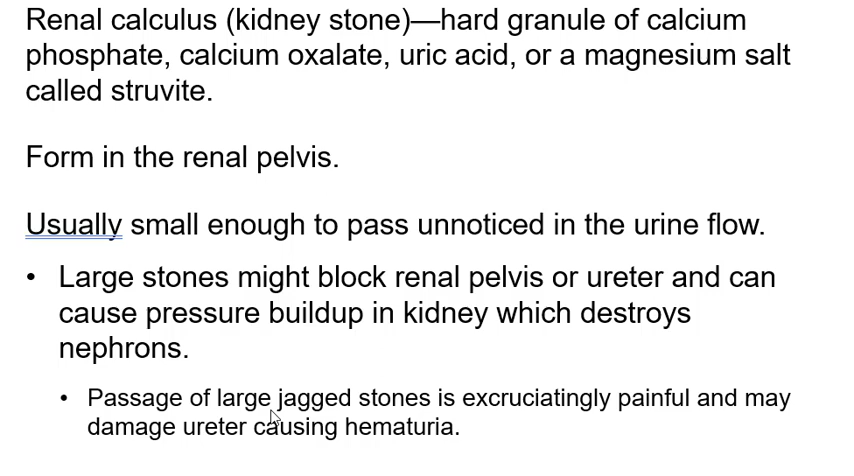 Renal calculus (kidney stone)—hard granule of calcium
phosphate, calcium oxalate, uric acid, or a magnesium salt
called struvite.
Form in the renal pelvis.
Usually small enough to pass unnoticed in the urine flow.
• Large stones might block renal pelvis or ureter and can
cause pressure buildup in kidney which destroys
nephrons.
• Passage of large jagged stones is excruciatingly painful and may
damage ureter causing hematuria.